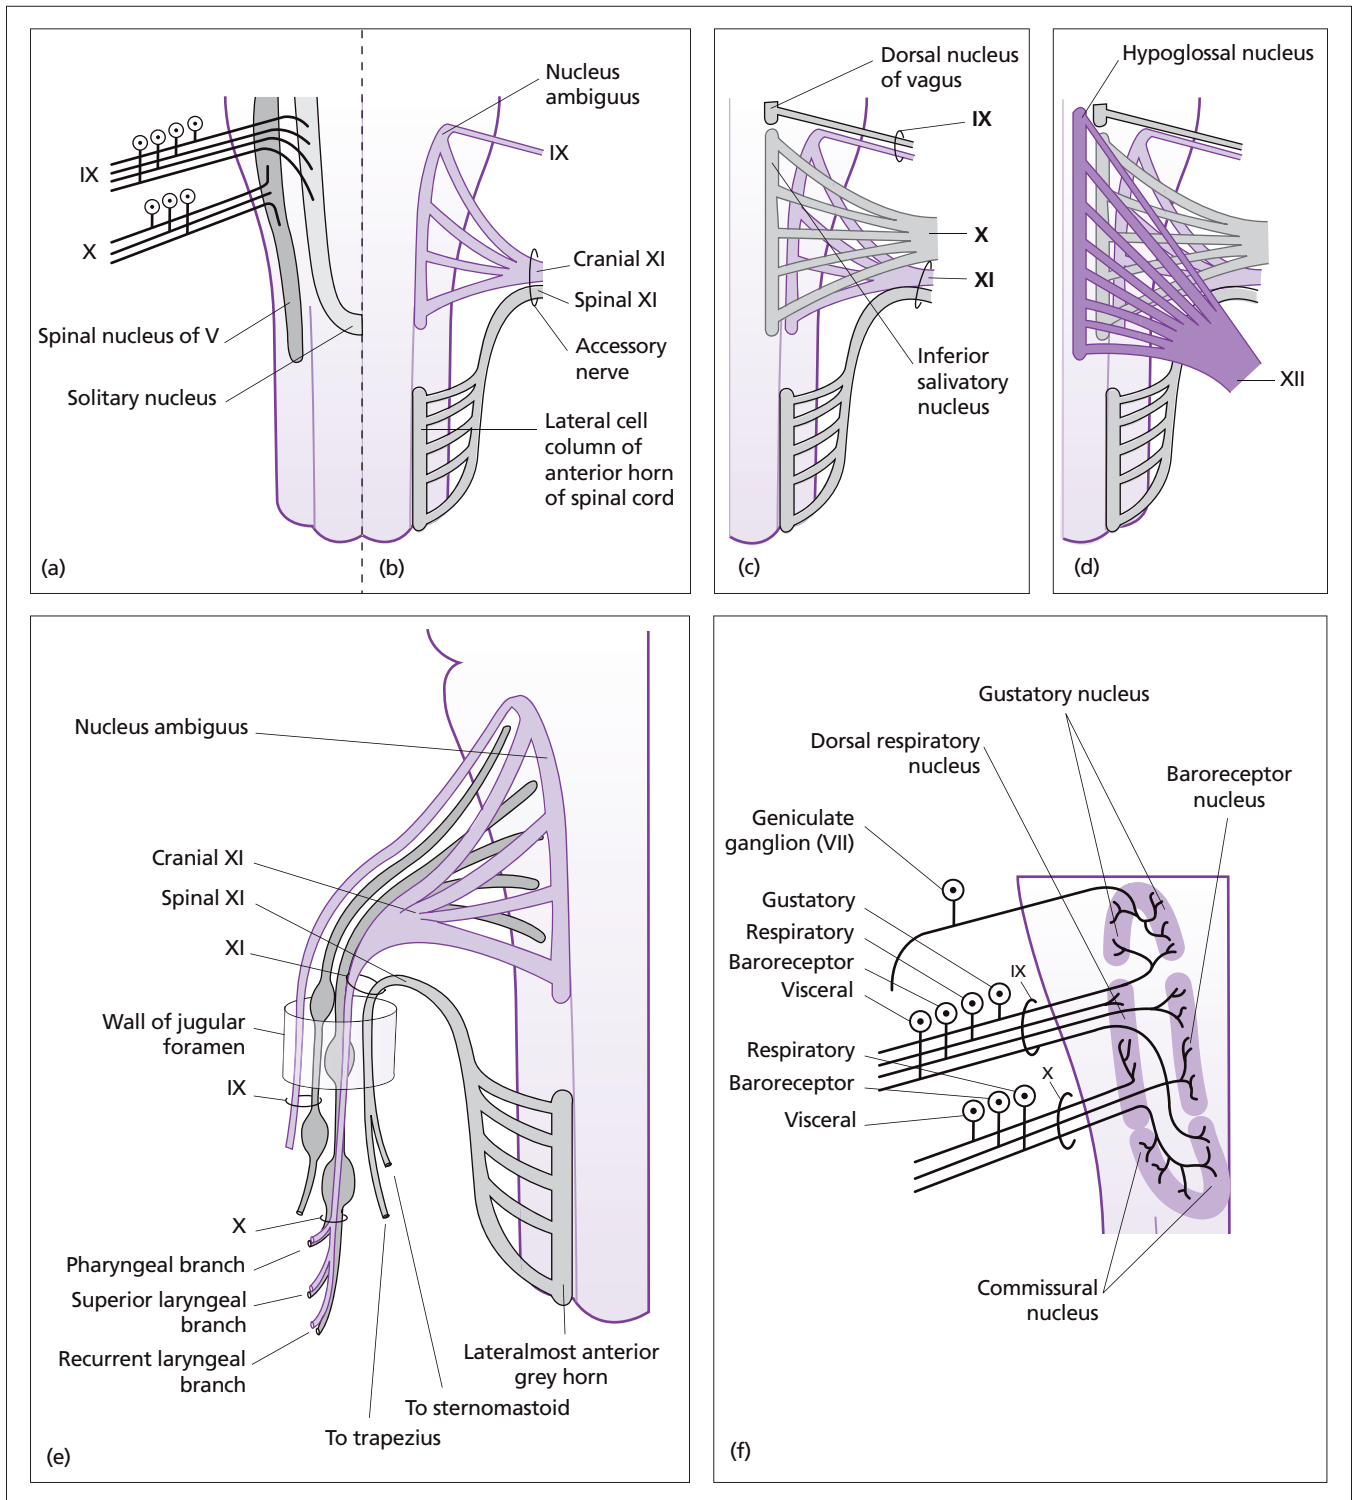 Nucleus
ambiguus
IX
IX
X
Cranial XI
Spinal XI
Spinal nucleus of V
Solitary nucleus
Accessory
nerve
Lateral cell
column of
anterior horn
of spinal cord
(a)
(b)
Dorsal nucleus
of vagus
IX
X
XI
Inferior
salivatory
nucleus
(c)
Hypoglossal nucleus
XII
(d)
Nucleus ambiguus
Cranial XI
Spinal XI
XI
Wall of jugular
foramen
IX
X
Pharyngeal branch
Superior laryngeal
branch
Recurrent laryngeal
branch
Lateralmost anterior
grey horn
To sternomastoid
To trapezius
(e)
Gustatory nucleus
Dorsal respiratory
nucleus
Baroreceptor
nucleus
Geniculate
ganglion (VII)
Gustatory
Respiratory
Baroreceptor
Visceral
IX
Respiratory
Baroreceptor
Visceral
X
Commissural
nucleus
(f)